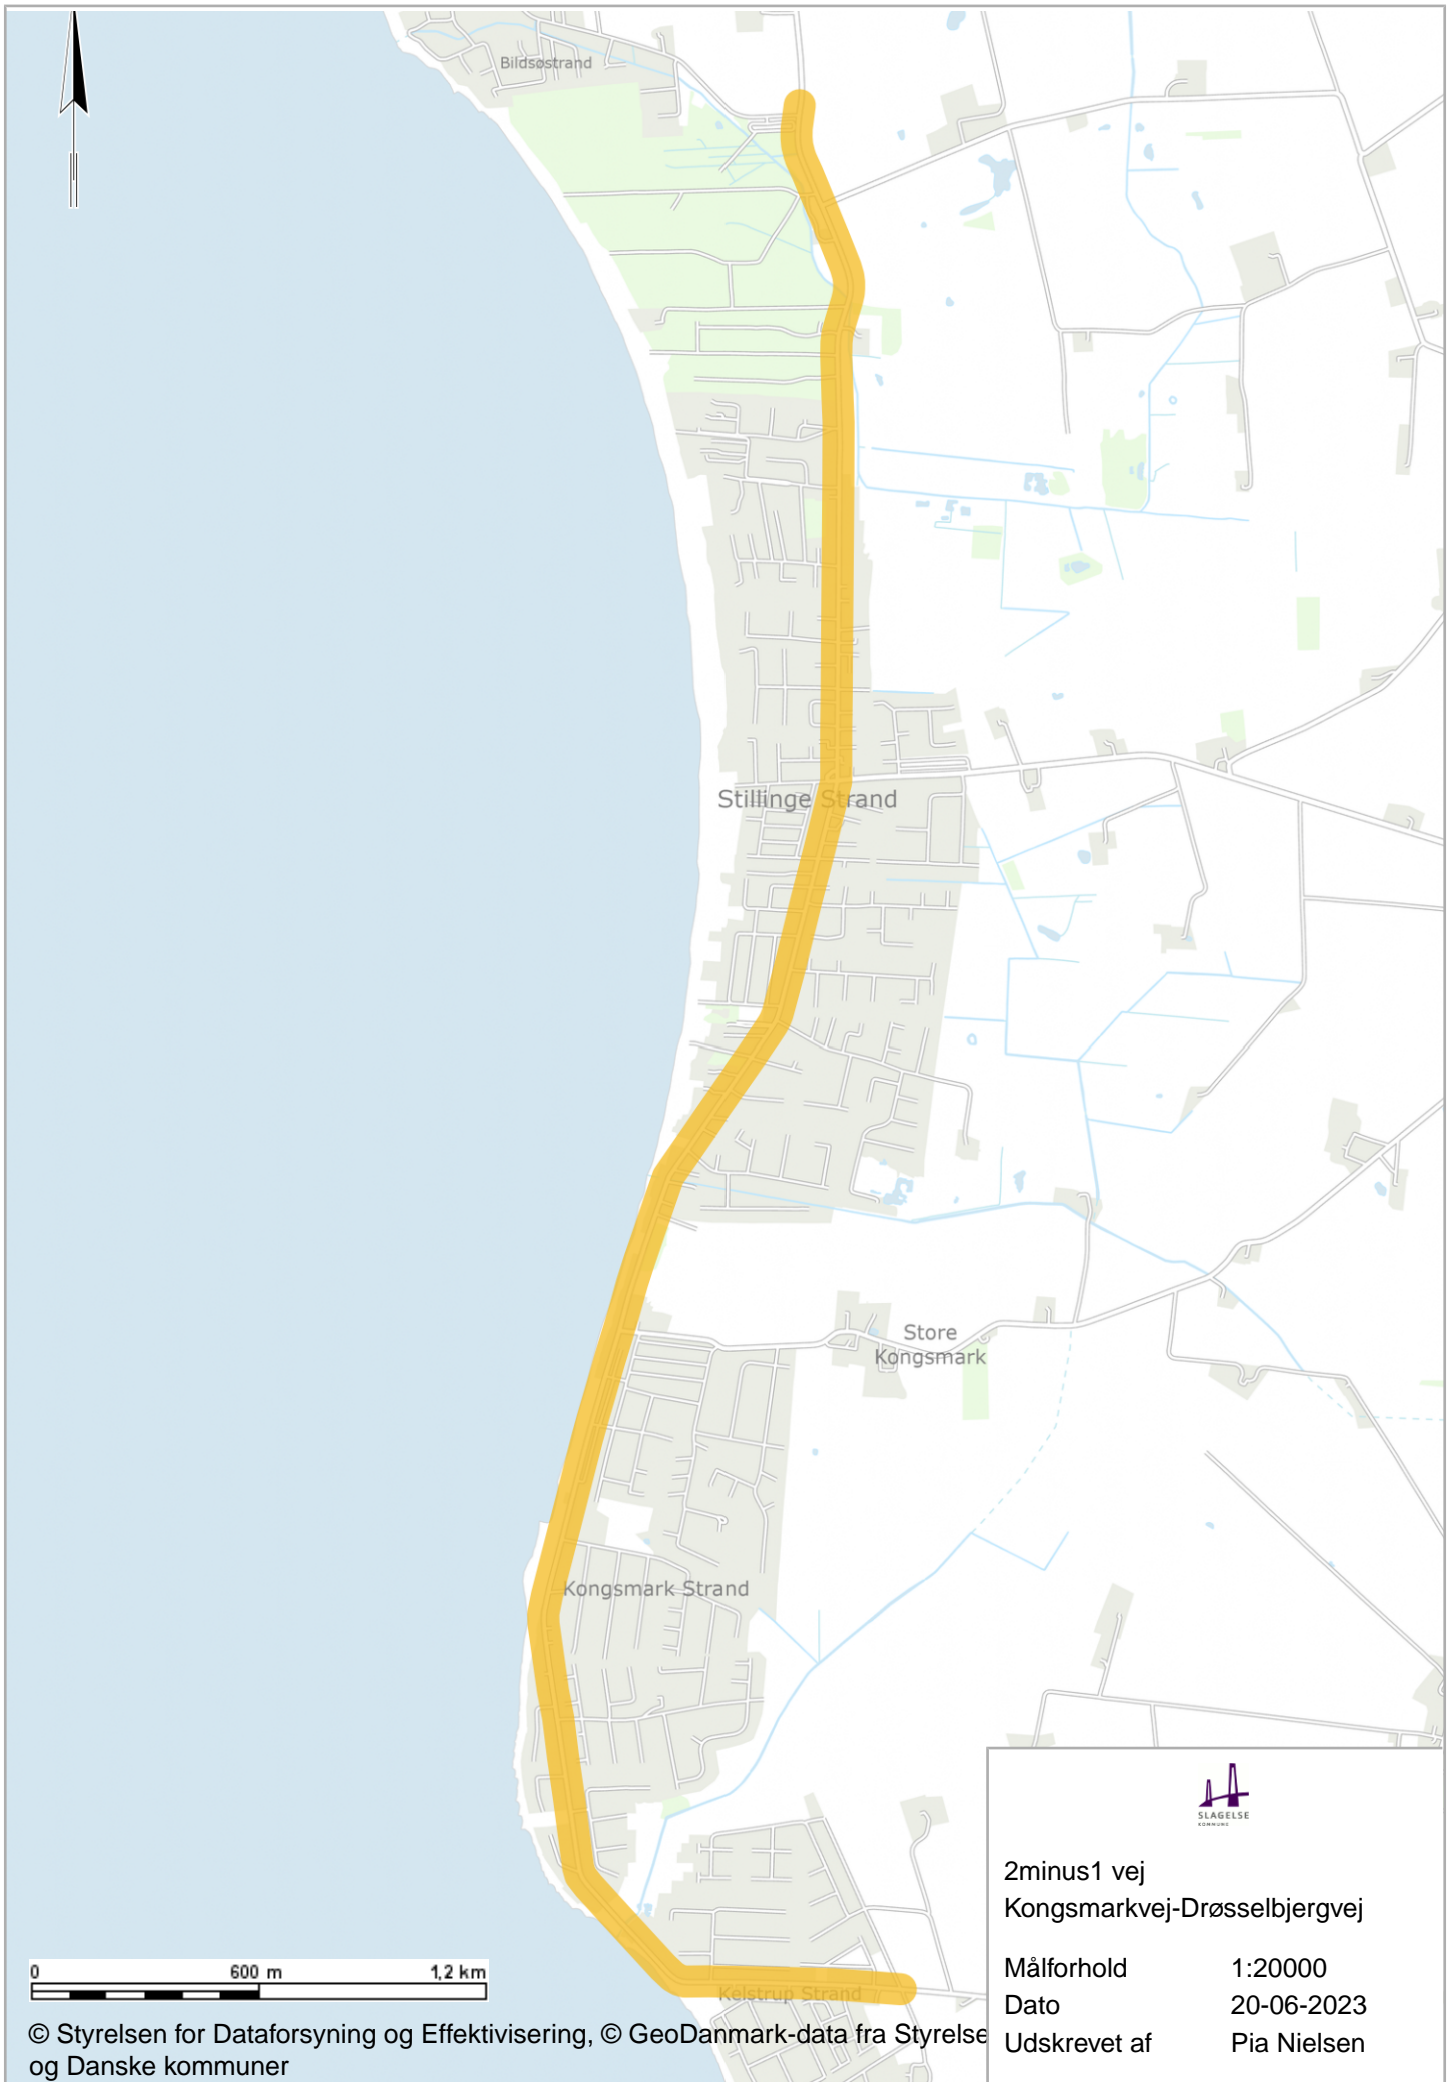 Bildsøstrand
Stillinge Strand
Store
Kongsmark
Kongsmark Strand
Kelstrup Strand
0 600 m 1,2 km
© Styrelsen for Dataforsyning og Effektivisering, © GeoDanmark-data fra Styrelse
og Danske kommuner
SLAGELSE
KOMMUNE
2minus1 vej
Kongsmarkvej-Drøsselbjergvej
Målforhold 1:20000
Dato 20-06-2023
Udskrevet af Pia Nielsen